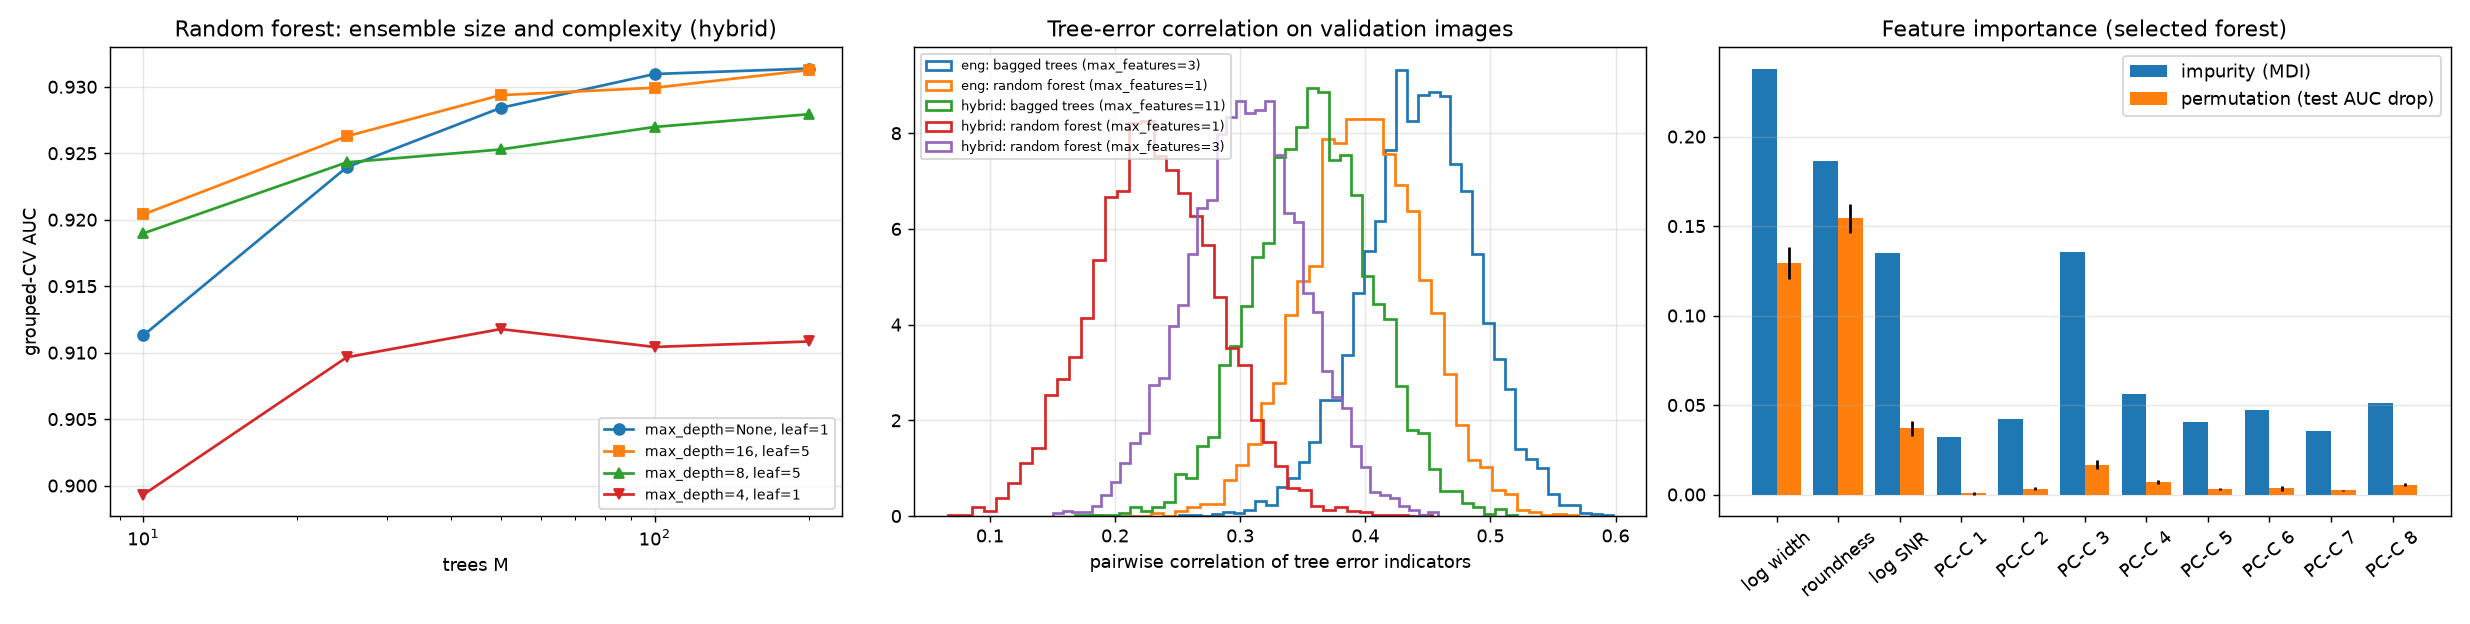 Random forest: ensemble size and complexity (hybrid)
grouped-CV AUC
0.930
0.925
0.920
0.915
0.910
0.905
0.900
max_depth=None, leaf=1
max_depth=16, leaf=5
max_depth=8, leaf=5
max_depth=4, leaf=1
10¹
10²
trees M
Tree-error correlation on validation images
eng: bagged trees (max_features=3)
eng: random forest (max_features=1)
hybrid: bagged trees (max_features=11)
hybrid: random forest (max_features=1)
hybrid: random forest (max_features=3)
8
6
4
2
0
0.1 0.2 0.3 0.4 0.5 0.6
pairwise correlation of tree error indicators
Feature importance (selected forest)
impurity (MDI)
permutation (test AUC drop)
0.20
0.15
0.10
0.05
0.00
log width
roundness
log SNR
PC-C 1
PC-C 2
PC-C 3
PC-C 4
PC-C 5
PC-C 6
PC-C 7
PC-C 8